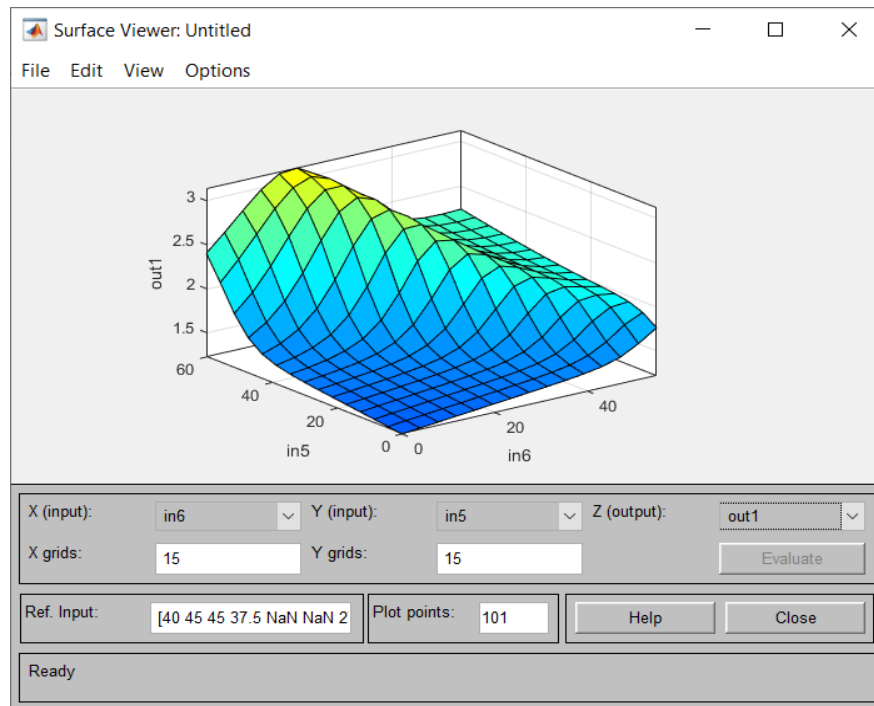 Surface Viewer: Untitled
File Edit View Options
3
2.5
2
1.5
out1
60
40
20
0
in5
0
20
40
in6
X (input): in6 Y (input): in5 Z (output): out1
X grids: 15 Y grids: 15 Evaluate
Ref. Input: [40 45 45 37.5 NaN NaN 2 Plot points: 101 Help Close
Ready